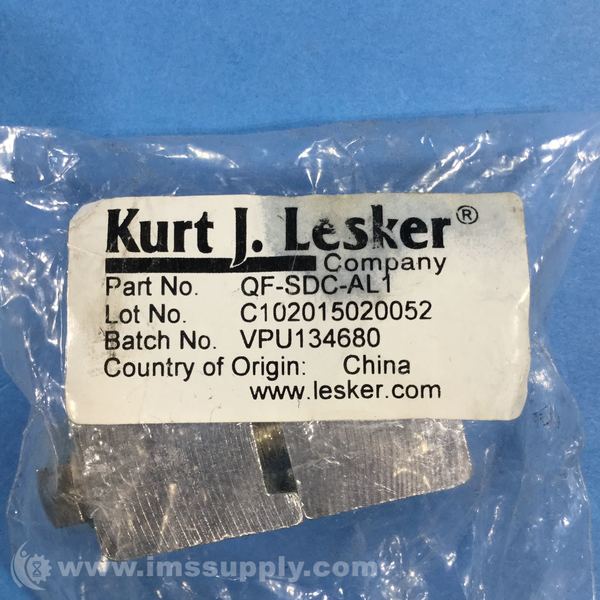 Kurt J. Lesker®
Company
Part No. QF-SDC-AL1
Lot No. C102015020052
Batch No. VPU134680
Country of Origin: China
www.lesker.com
www.imssupply.com